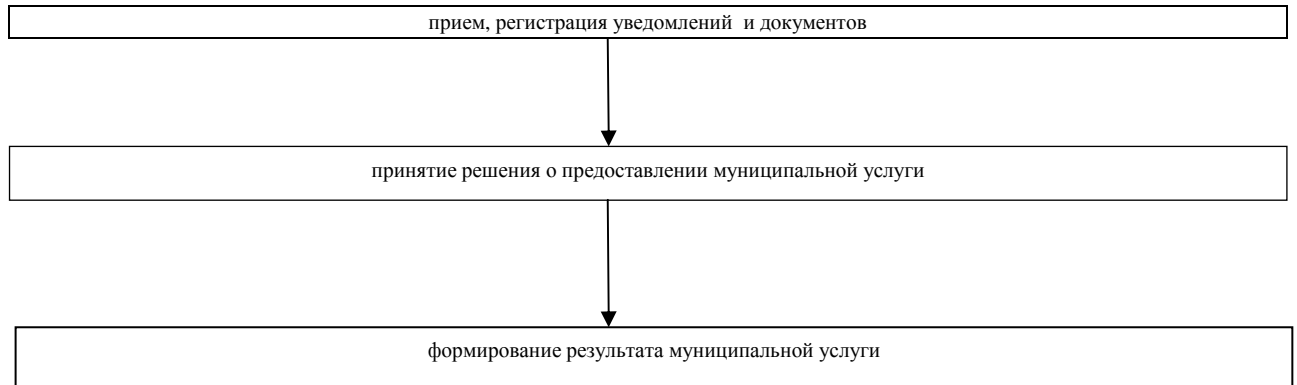 прием, регистрация уведомлений и документов
принятие решения о предоставлении муниципальной услуги
формирование результата муниципальной услуги